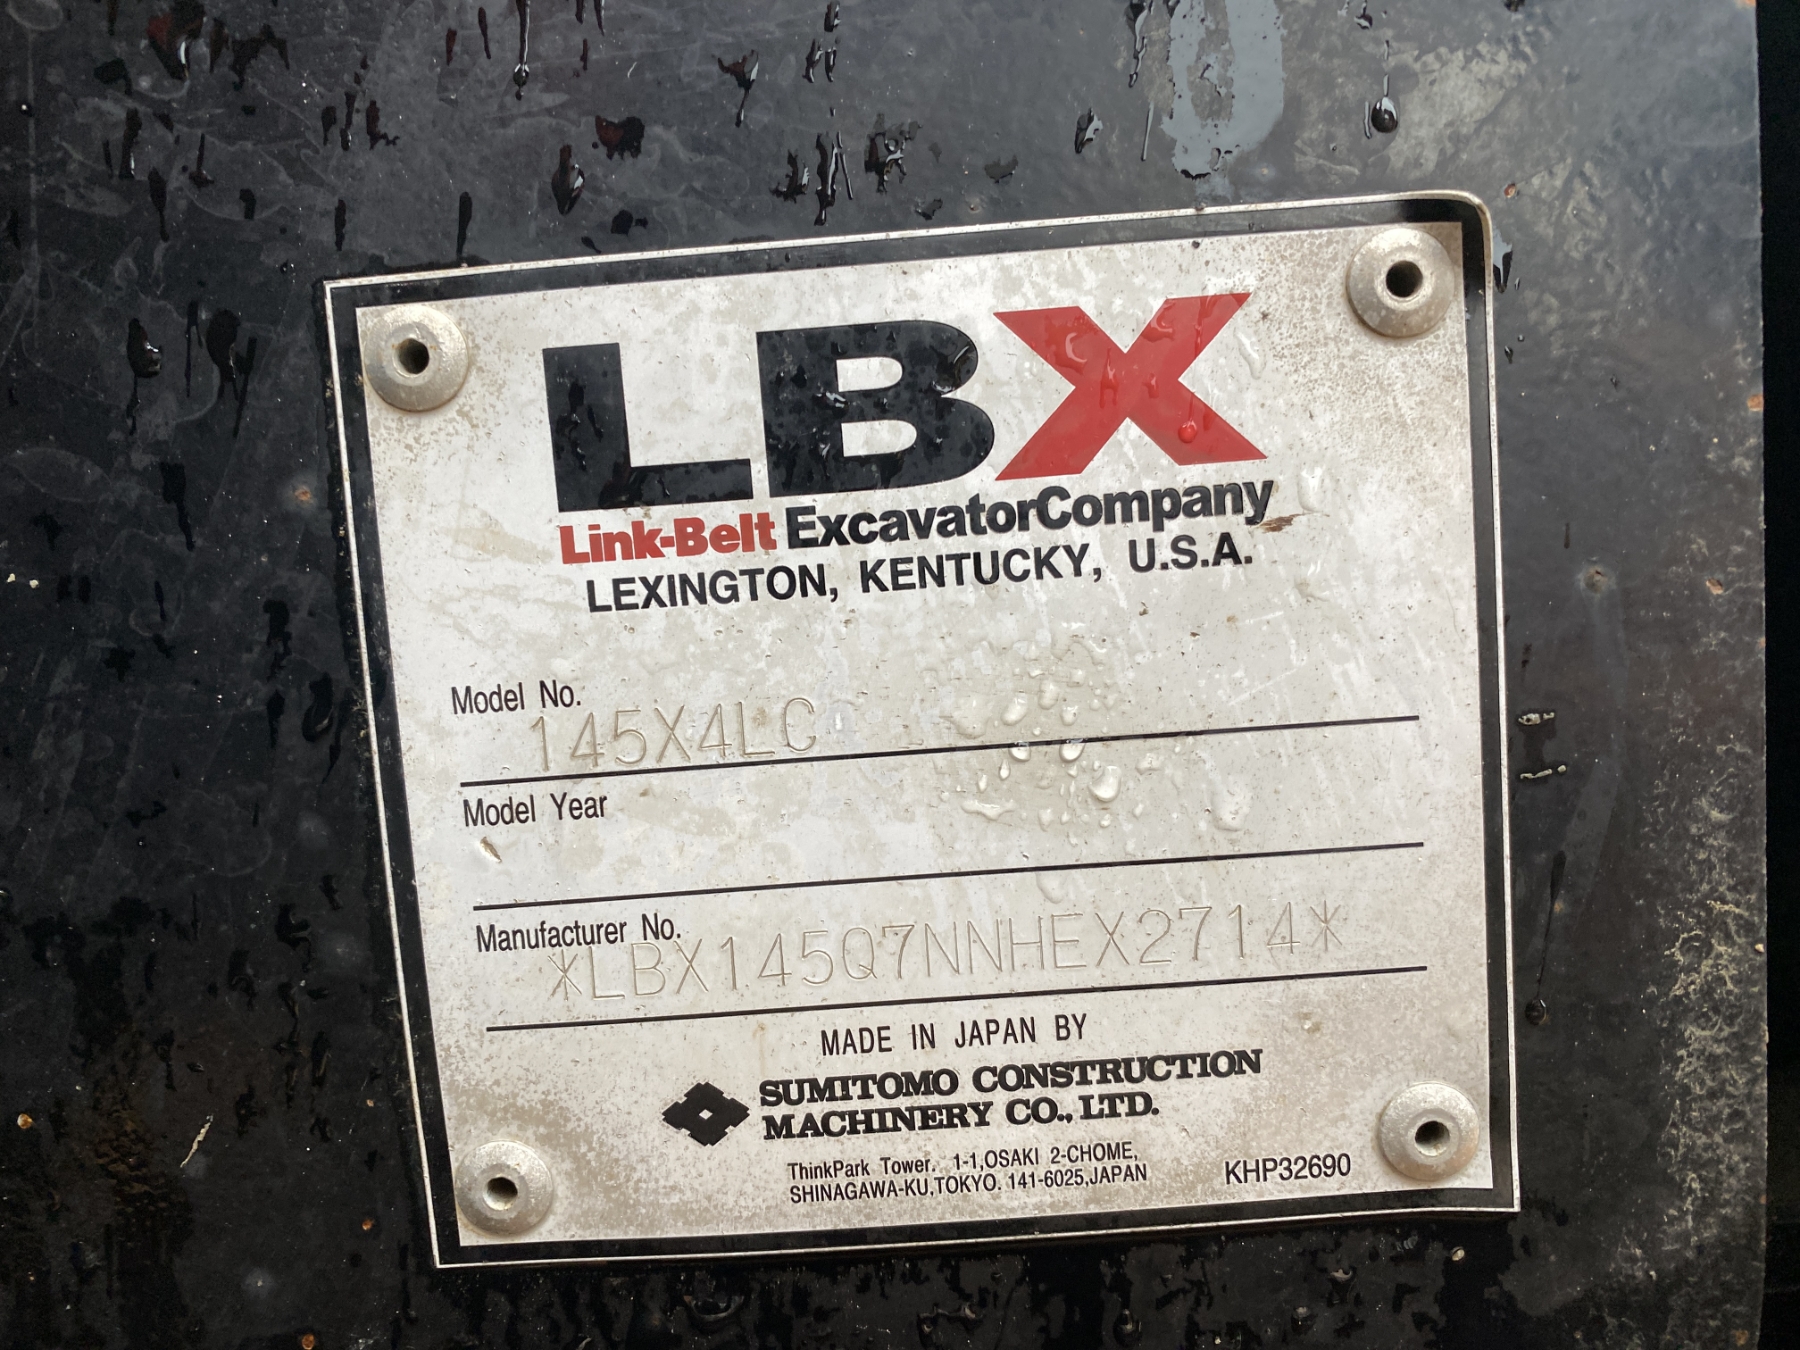 LBX
Link-Belt ExcavatorCompany
LEXINGTON, KENTUCKY, U.S.A.
Model No.
145X4LC
Model Year
Manufacturer No.
*LBX145Q7NNHEX2714*
MADE IN JAPAN BY
SUMITOMO CONSTRUCTION
MACHINERY CO., LTD.
ThinkPark Tower. 1-1,OSAKI 2-CHOME,
SHINAGAWA-KU,TOKYO. 141-6025,JAPAN
KHP32690